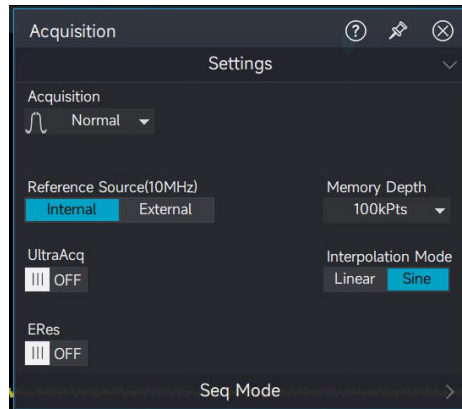 Acquisition
Settings
Acquisition
Normal
Reference Source(10MHz) Memory Depth
Internal External 100kPts
UltraAcq Interpolation Mode
OFF Linear Sine
ERes
OFF
Seq Mode